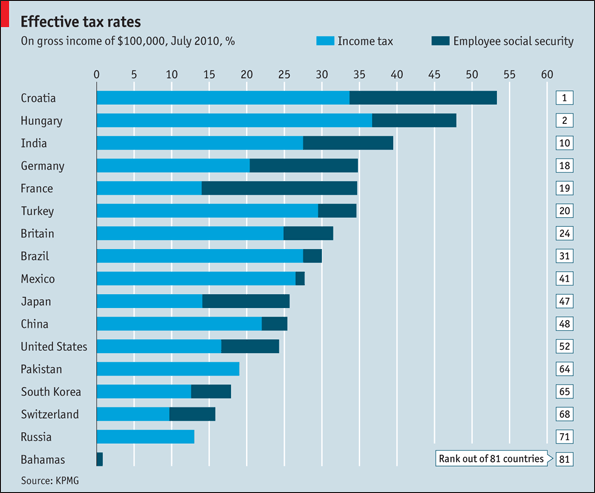 Effective tax rates
On gross income of $100,000, July 2010, %
Income tax
Employee social security
0 5 10 15 20 25 30 35 40 45 50 55 60
Croatia 1
Hungary 2
India 10
Germany 18
France 19
Turkey 20
Britain 24
Brazil 31
Mexico 41
Japan 47
China 48
United States 52
Pakistan 64
South Korea 65
Switzerland 68
Russia 71
Bahamas Rank out of 81 countries 81
Source: KPMG